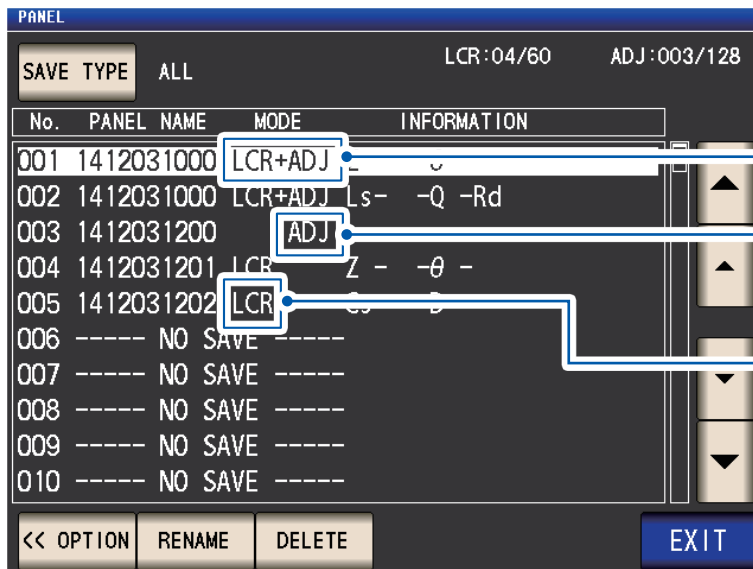 PANEL
SAVE TYPE ALL LCR:04/60 ADJ:003/128
No. PANEL NAME MODE INFORMATION
001 1412031000 LCR+ADJ
002 1412031000 LCR+ADJ Ls- -Q -Rd
003 1412031200 ADJ
004 1412031201 LCR Z - -θ -
005 1412031202 LCR
006 ----- NO SAVE -----
007 ----- NO SAVE -----
008 ----- NO SAVE -----
009 ----- NO SAVE -----
010 ----- NO SAVE -----
<< OPTION RENAME DELETE EXIT